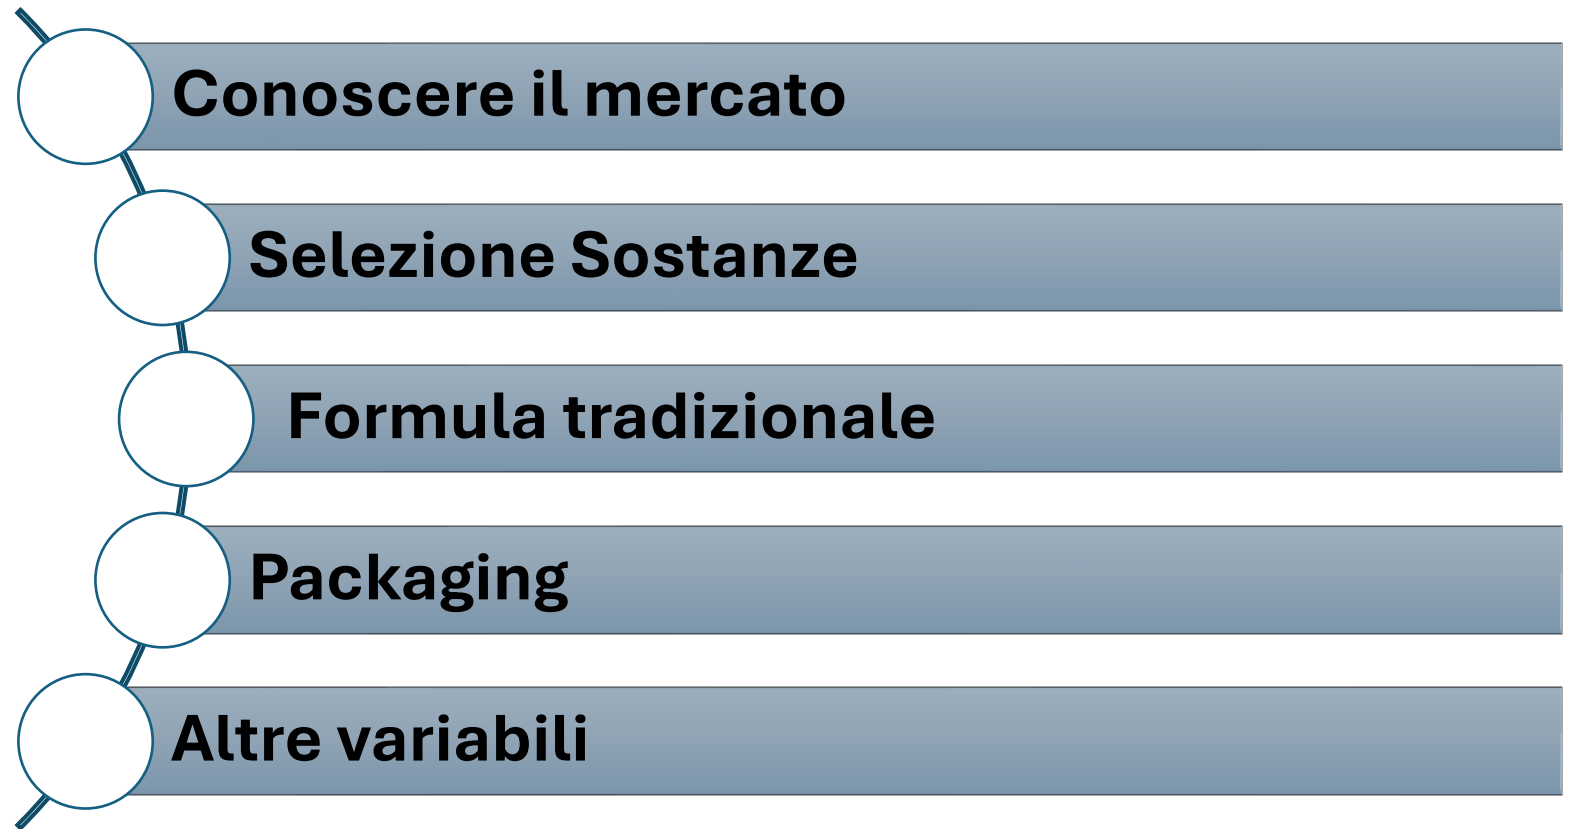 Conoscere il mercato
Selezione Sostanze
Formula tradizionale
Packaging
Altre variabili